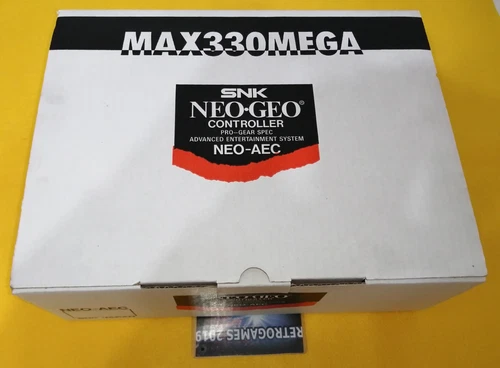 MAX330MEGA
SNK
NEO•GEO®
CONTROLLER
PRO-GEAR SPEC
ADVANCED ENTERTAINMENT SYSTEM
NEO-AEC
NEO-AEC
RETROGAMES 2019